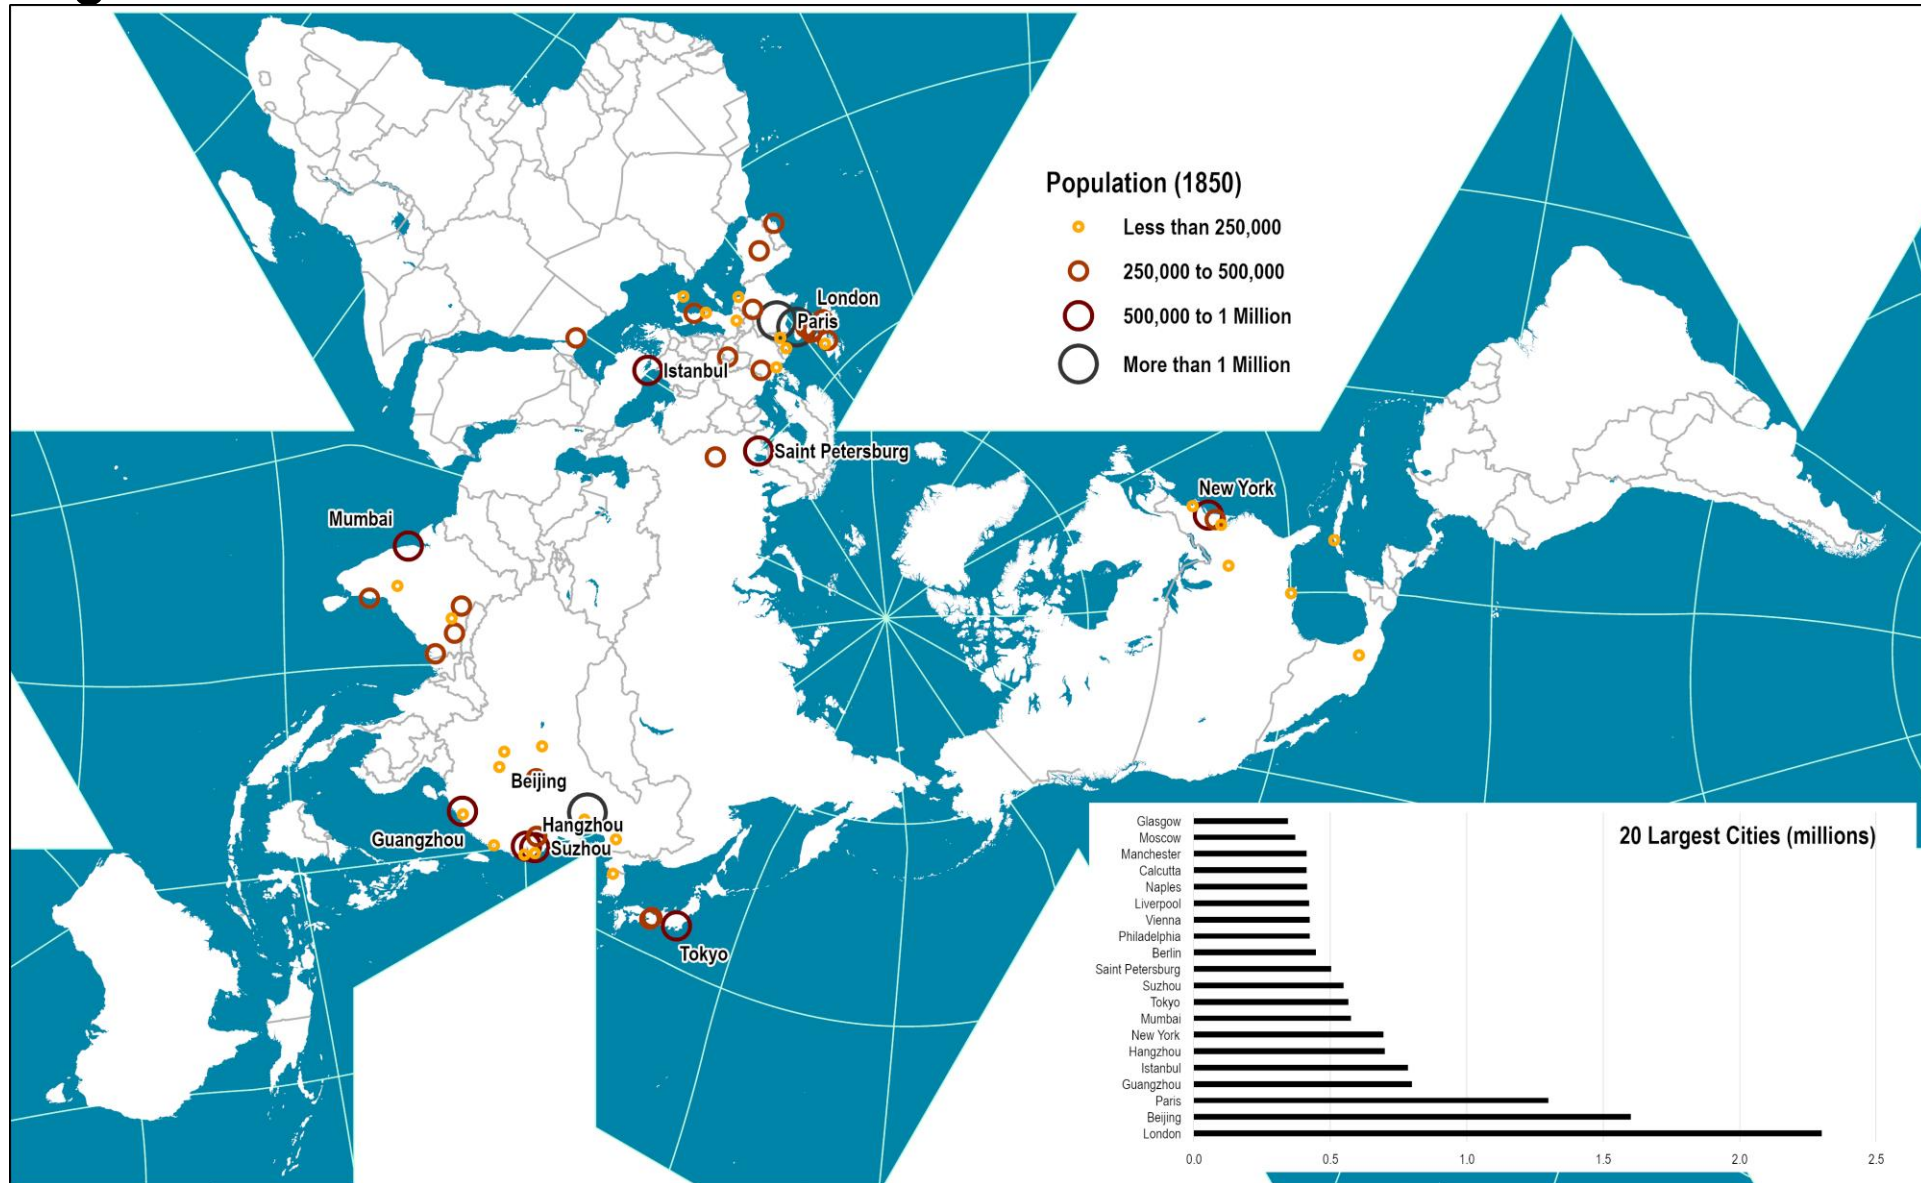 Population (1850)
Less than 250,000
250,000 to 500,000
500,000 to 1 Million
More than 1 Million
London
Paris
Istanbul
Saint Petersburg
New York
Mumbai
Beijing
Hangzhou
Guangzhou
Suzhou
Tokyo
20 Largest Cities (millions)
Glasgow
Moscow
Manchester
Calcutta
Naples
Liverpool
Vienna
Philadelphia
Berlin
Saint Petersburg
Suzhou
Tokyo
Mumbai
New York
Hangzhou
Istanbul
Guangzhou
Paris
Beijing
London
0.0 0.5 1.0 1.5 2.0 2.5